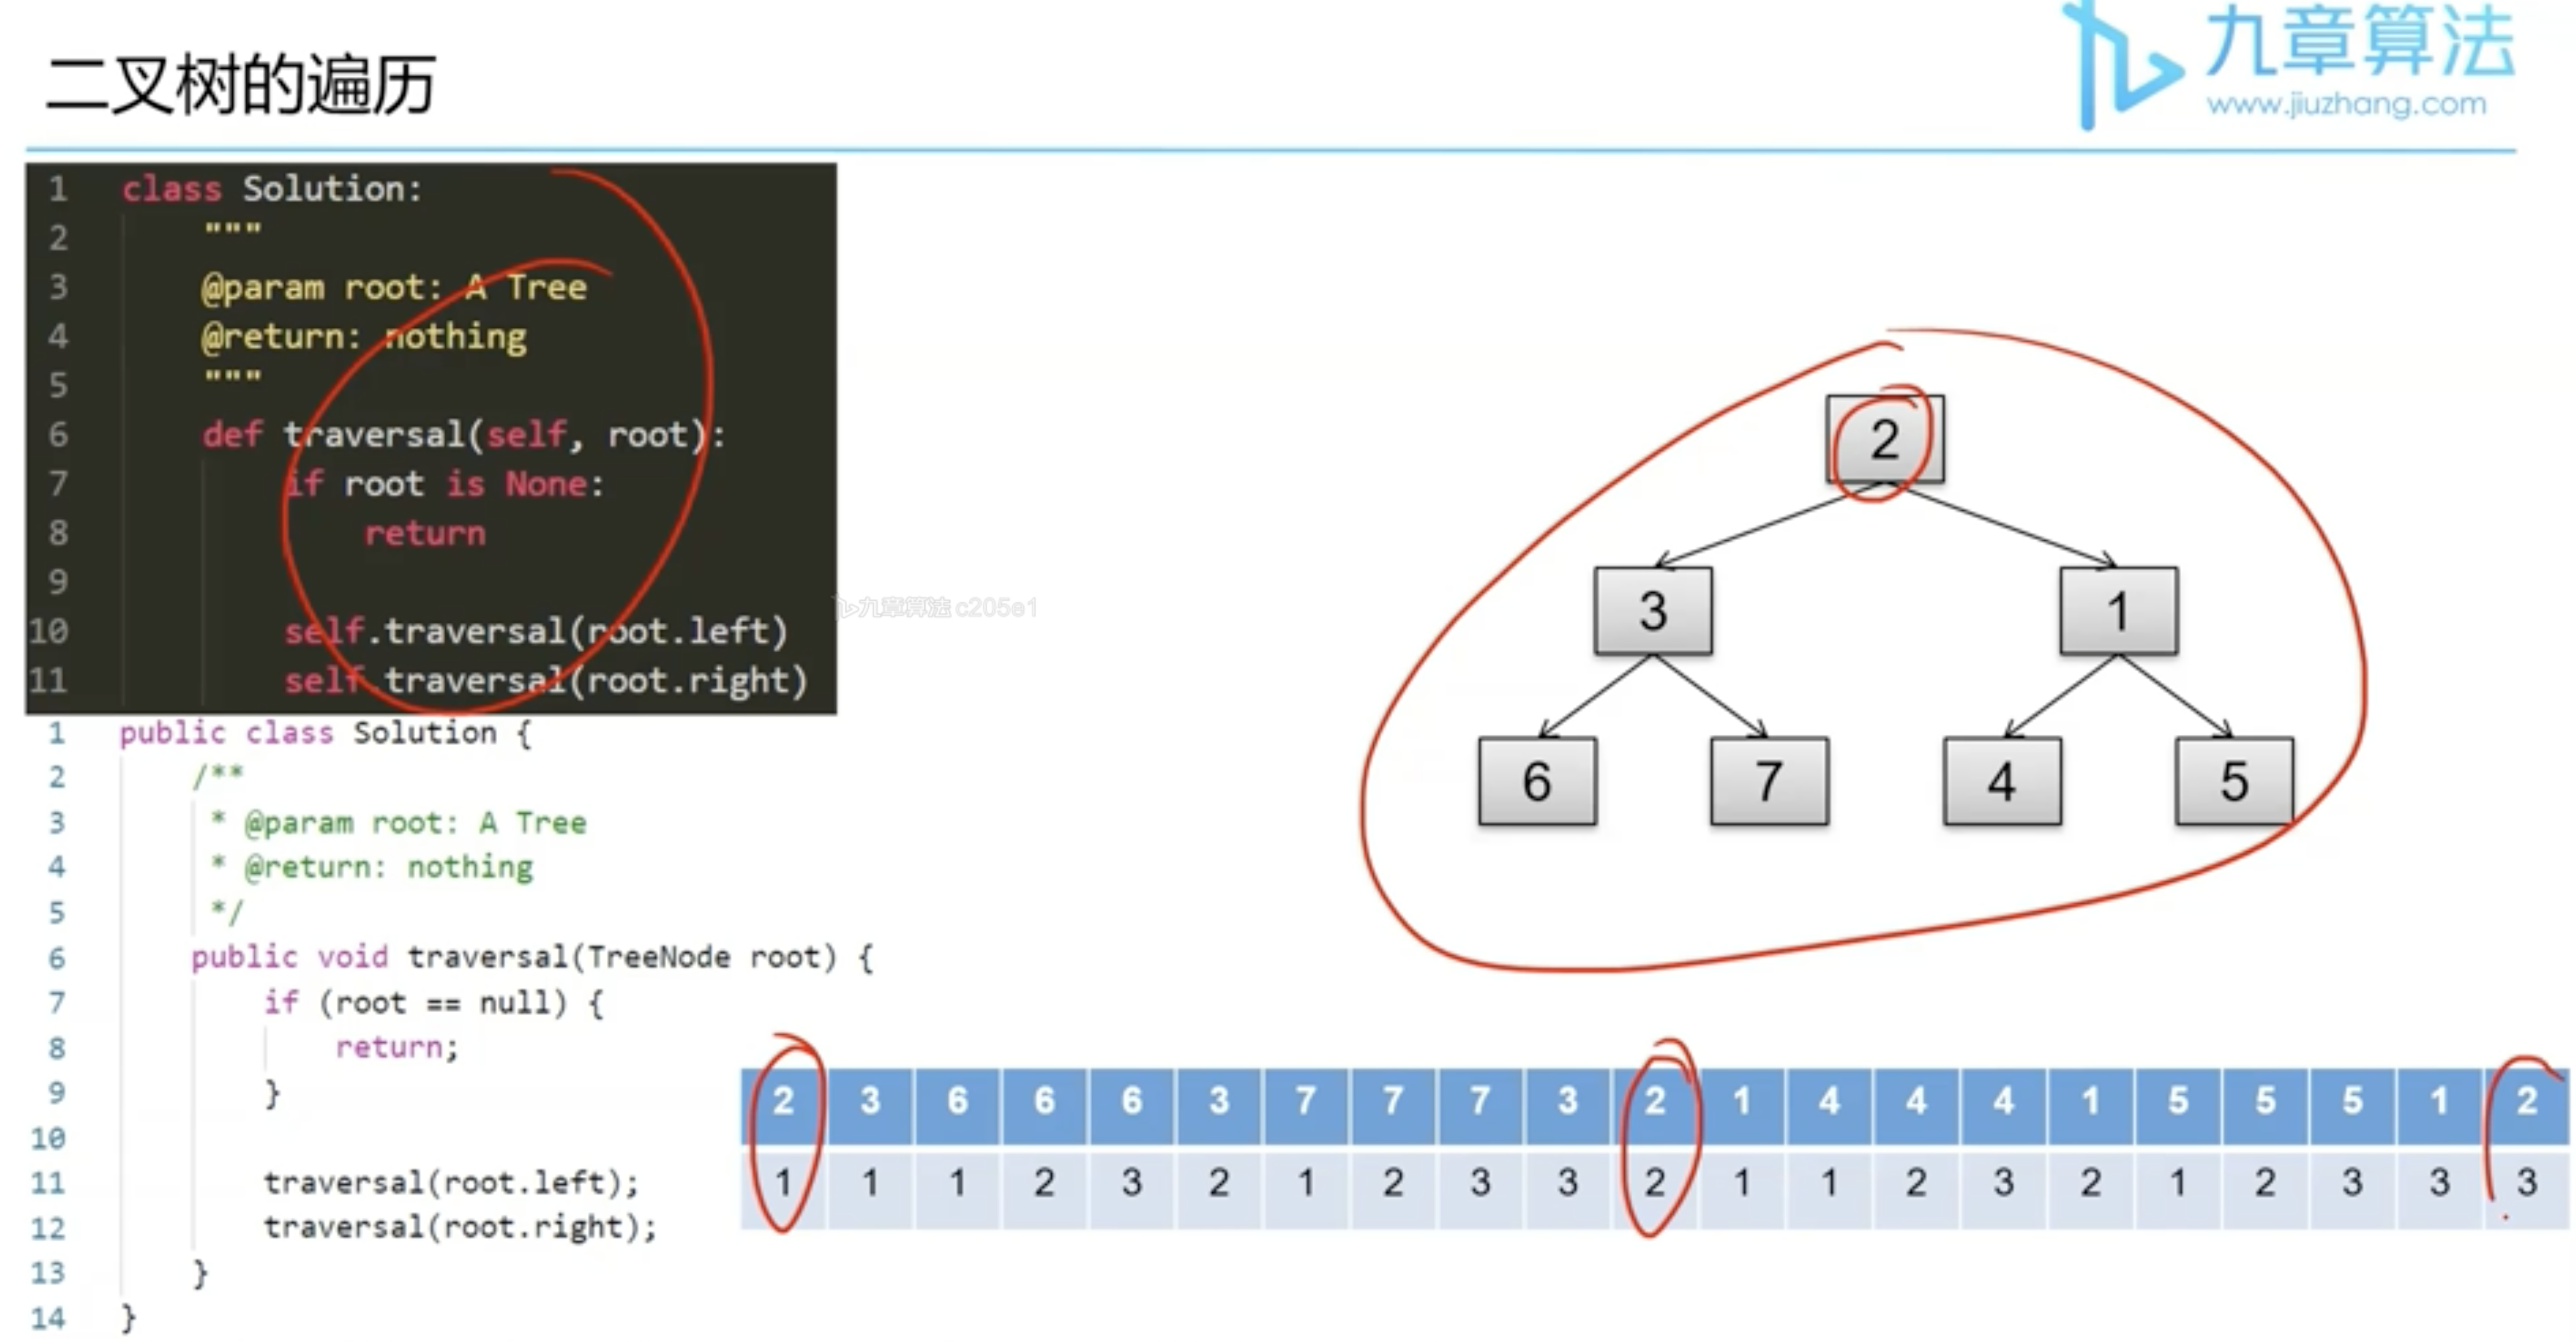 二叉树的遍历
九章算法
www.jiuzhang.com
1 class Solution:
2 """
3 @param root: A Tree
4 @return: nothing
5 """
6 def traversal(self, root):
7 if root is None:
8 return
9
10 self.traversal(root.left)
11 self.traversal(root.right)
九章算法 c205e1
2
3 1
6 7 4 5
1 public class Solution {
2 /**
3 * @param root: A Tree
4 * @return: nothing
5 */
6 public void traversal(TreeNode root) {
7 if (root == null) {
8 return;
9 }
10
11 traversal(root.left);
12 traversal(root.right);
13 }
14 }
2 3 6 6 6 3 7 7 7 3 2 1 4 4 4 1 5 5 5 1 2
1 1 1 2 3 2 1 2 3 3 2 1 1 2 3 2 1 2 3 3 3